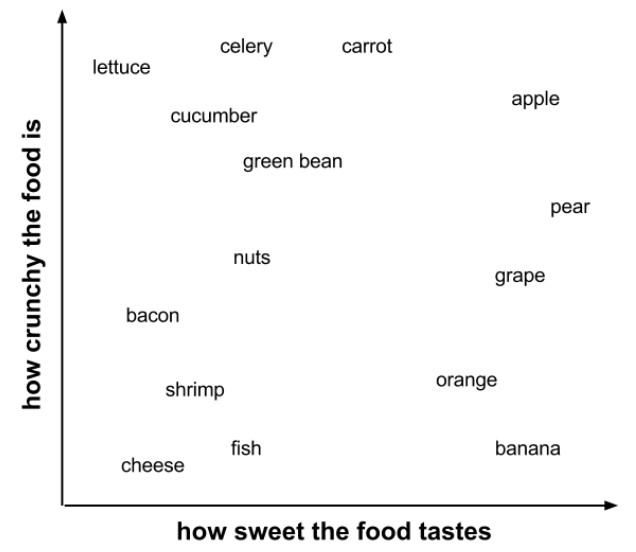 celery
carrot
lettuce
apple
cucumber
green bean
pear
nuts
grape
bacon
orange
shrimp
fish
banana
cheese
how crunchy the food is
how sweet the food tastes